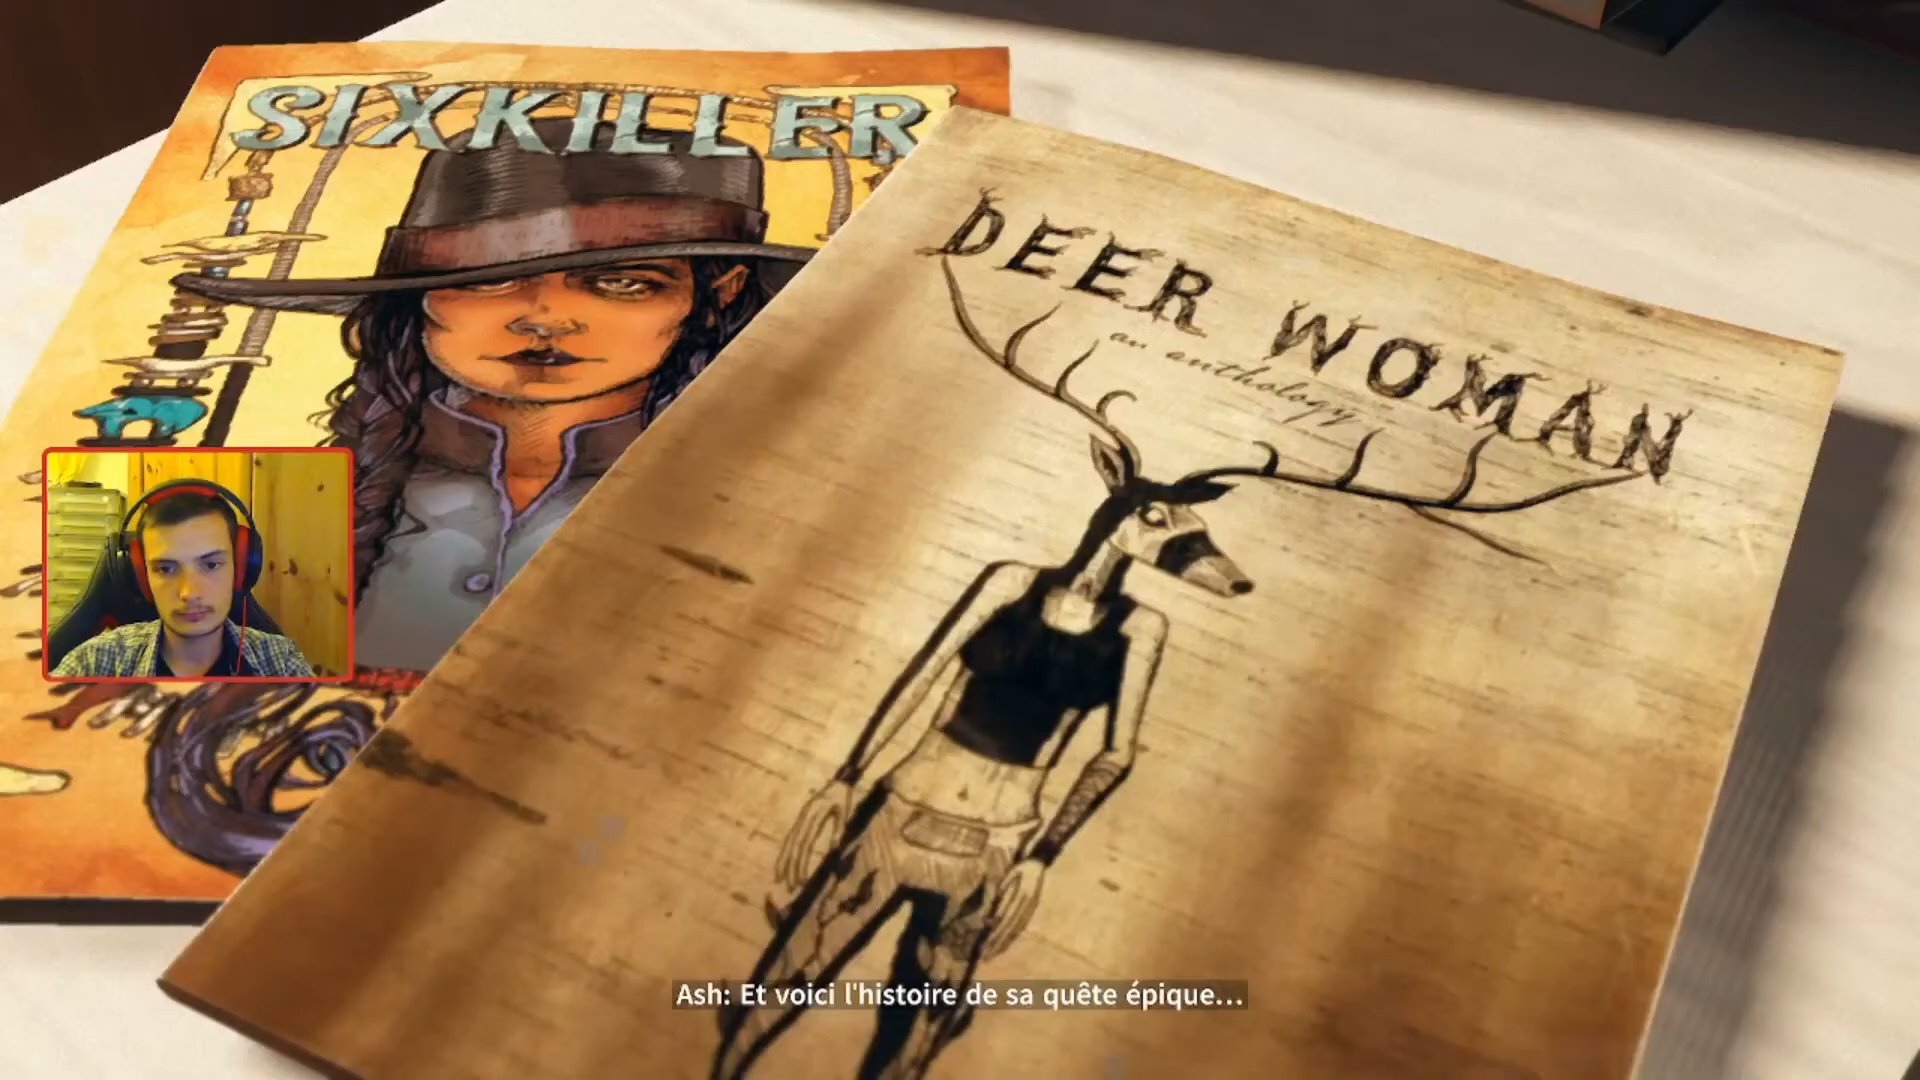 SIXKILLER
DEER WOMAN
an anthology
Ash: Et voici l'histoire de sa quête épique...